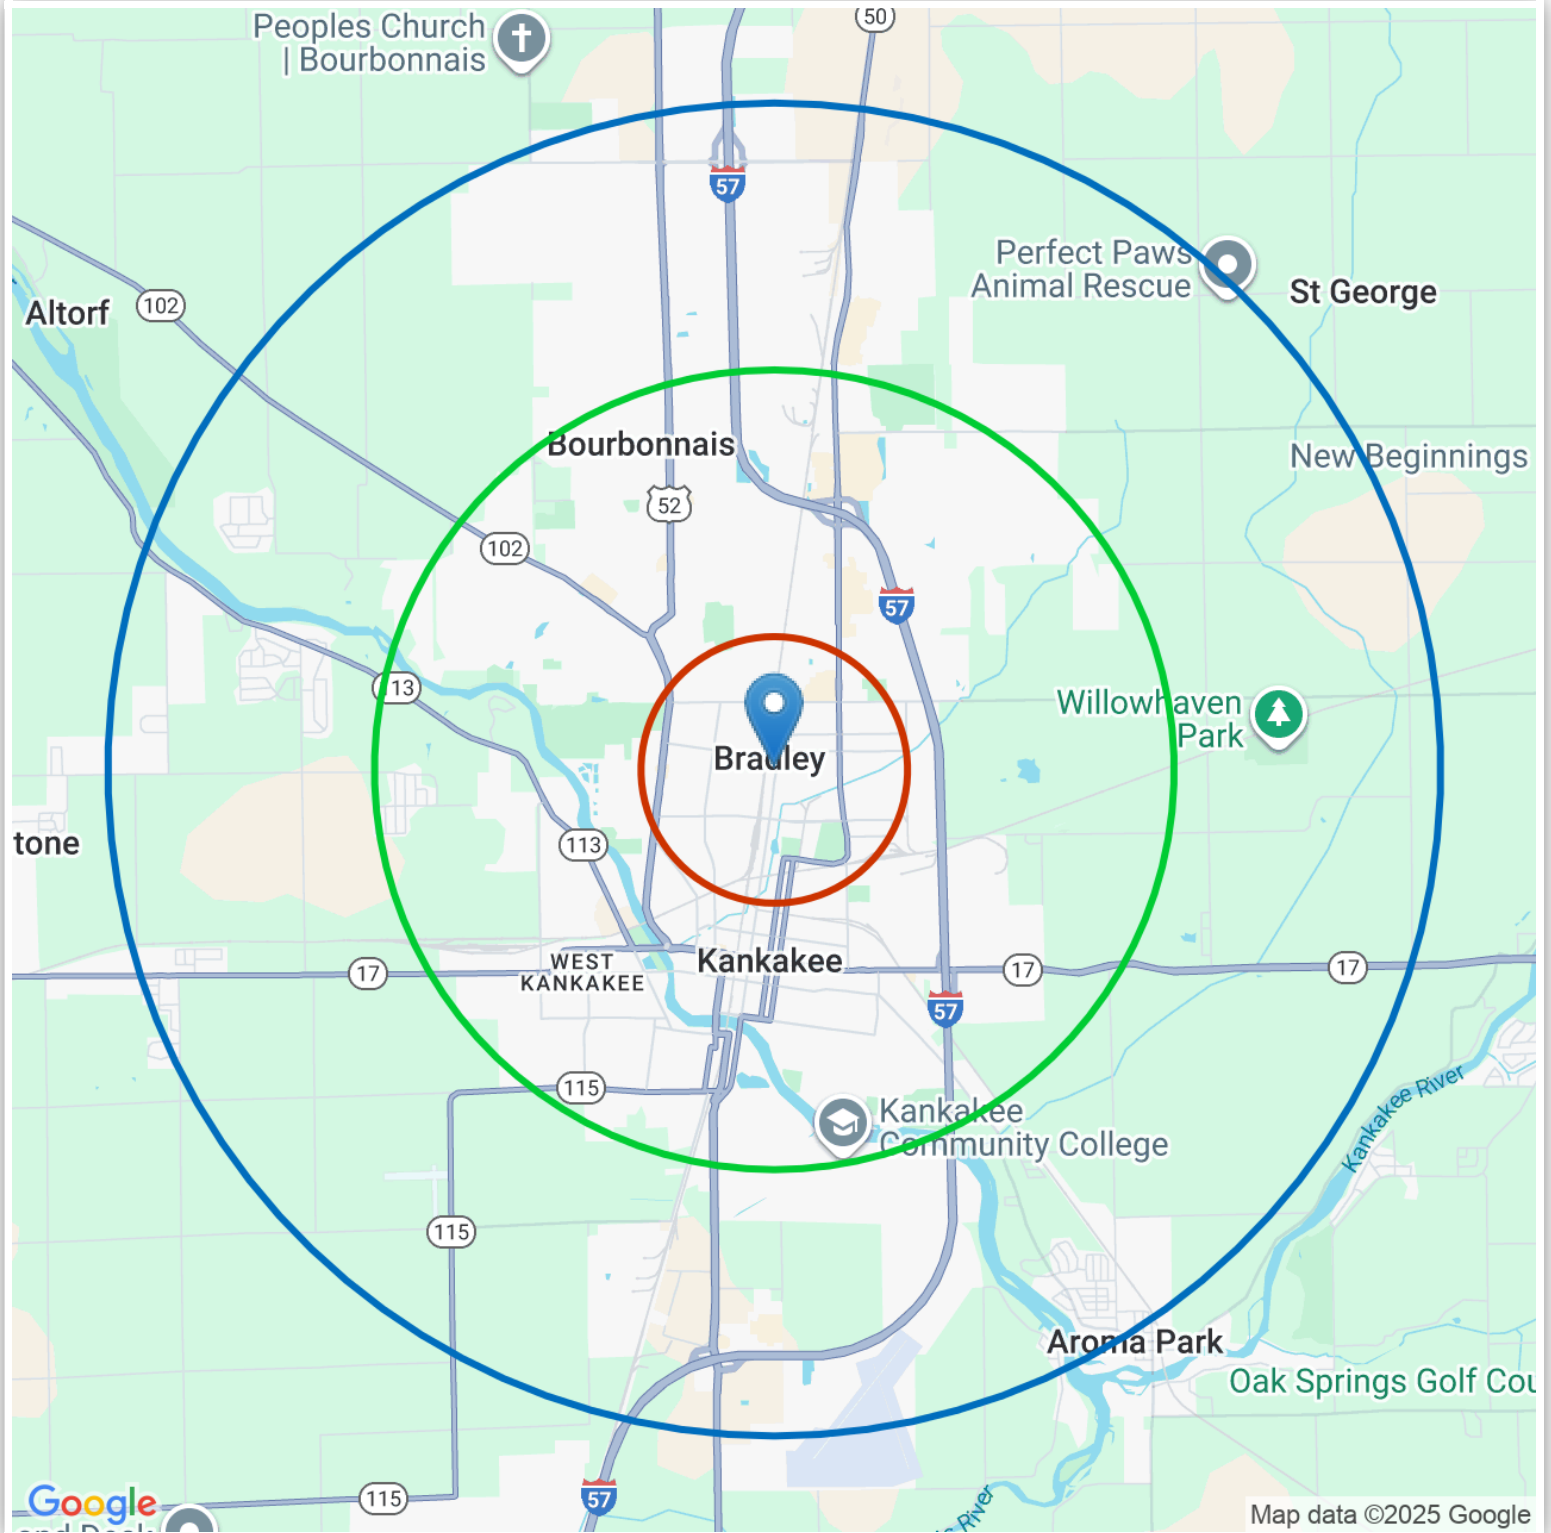 50
Peoples Church
| Bourbonnais
57
Perfect Paws
Animal Rescue
St George
Altorf
102
Bourbonnais
New Beginnings
52
102
57
113
Willowhaven
Park
Bradley
tone
113
WEST
KANKAKEE
Kankakee
17
17
17
57
115
Kankakee River
Kankakee
Community College
115
Aroma Park
Oak Springs Golf Cou
115
57
Google
Map data ©2025 Google
River